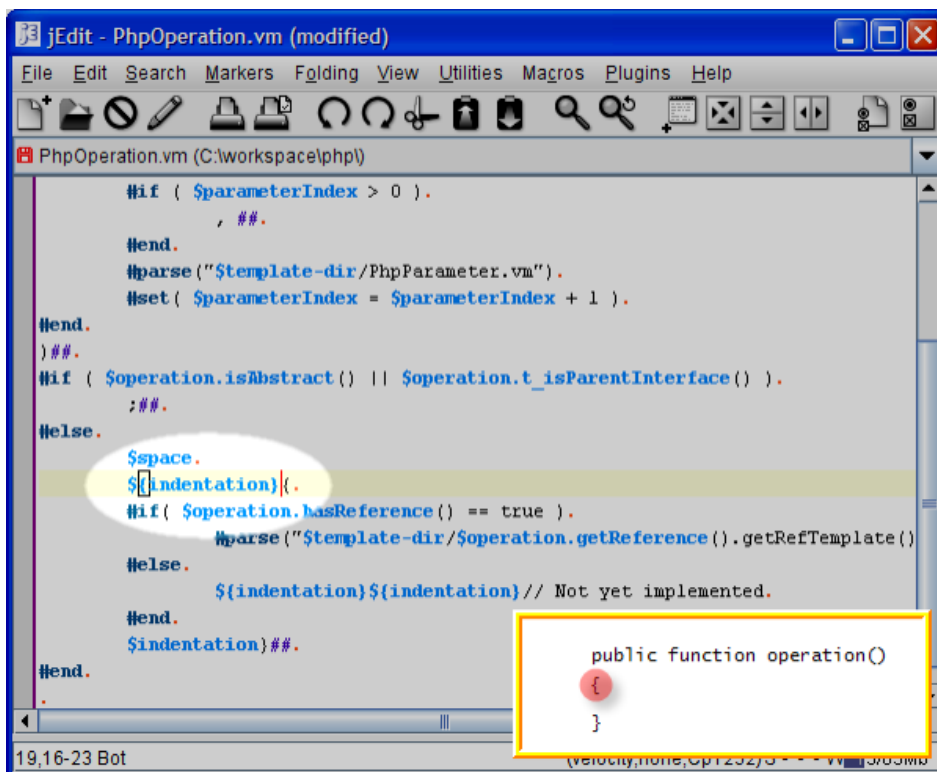 jEdit - PhpOperation.vm (modified)
File Edit Search Markers Folding View Utilities Macros Plugins Help
PhpOperation.vm (C:\workspace\php\)
#if ( $parameterIndex > 0 ).
, ##.
#end.
#parse("$template-dir/PhpParameter.vm").
#set( $parameterIndex = $parameterIndex + 1 ).
#end.
)##.
#if ( $operation.isAbstract() || $operation.t_isParentInterface() ).
;##.
#else.
$space.
${indentation}{.
#if( $operation.hasReference() == true ).
#parse("$template-dir/$operation.getReference().getRefTemplate()
#else.
${indentation}${indentation}// Not yet implemented.
#end.
$indentation}##.
#end.
.
public function operation()
{
}
19,16-23 Bot